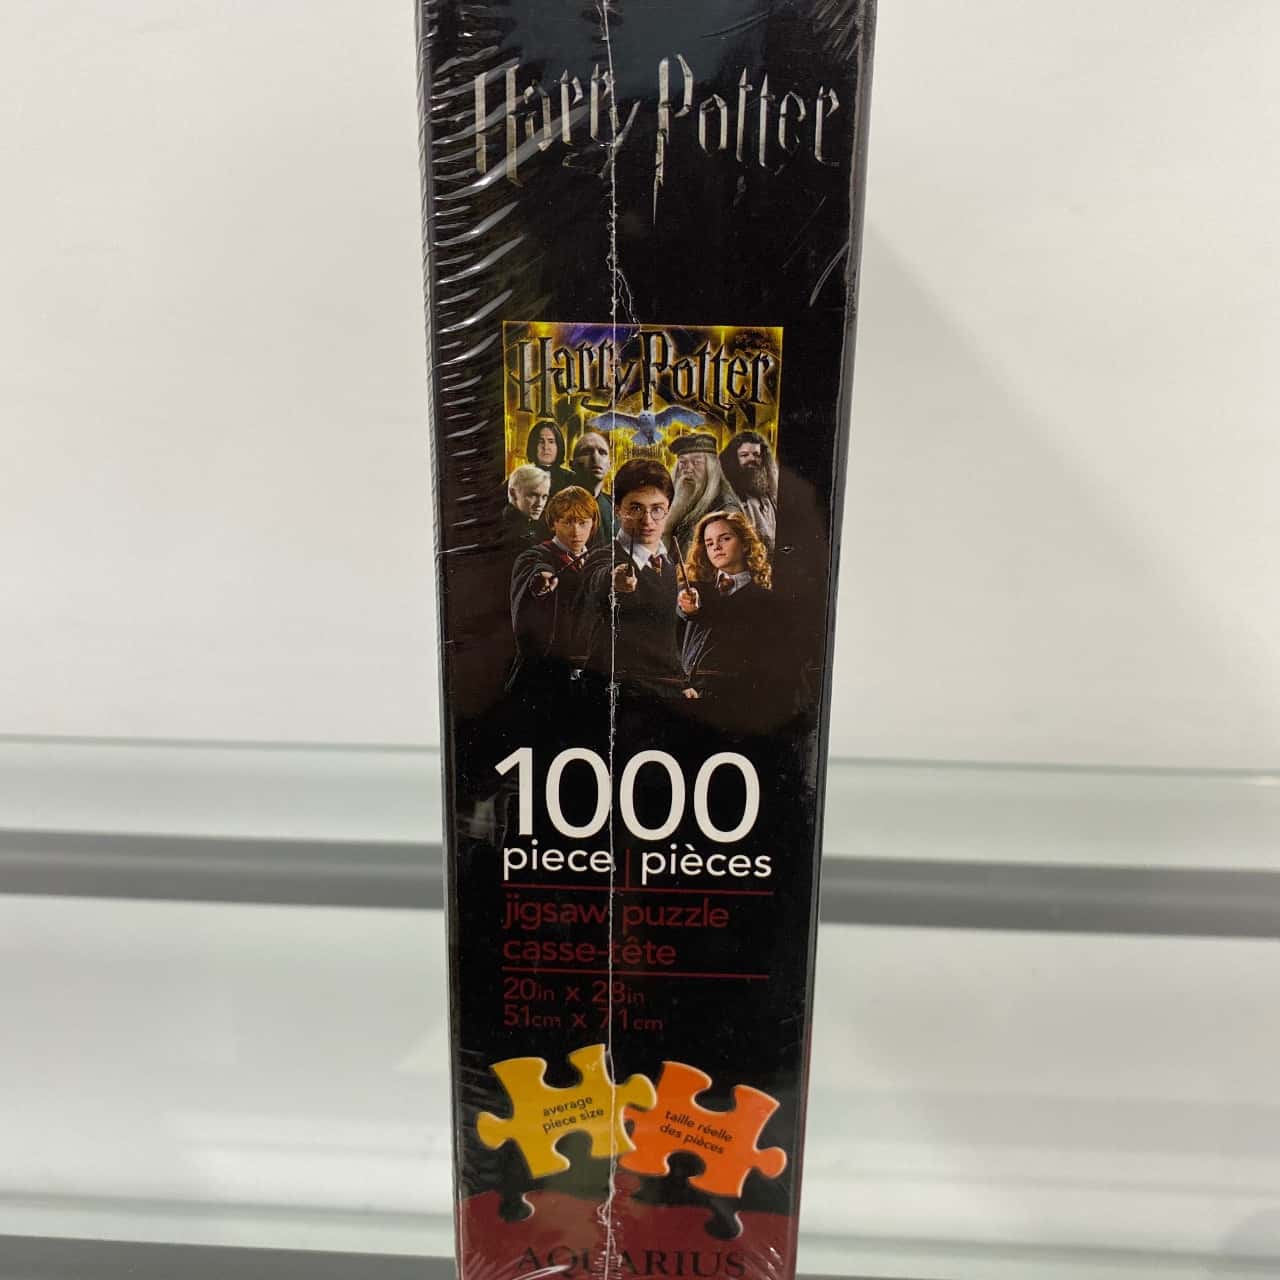 Harry Potter
Harry Potter
1000
piece | pièces
jigsaw puzzle
casse-tête
20in x 28in
51cm x 71cm
average
piece size
taille réelle
des pièces
AQUARIUS